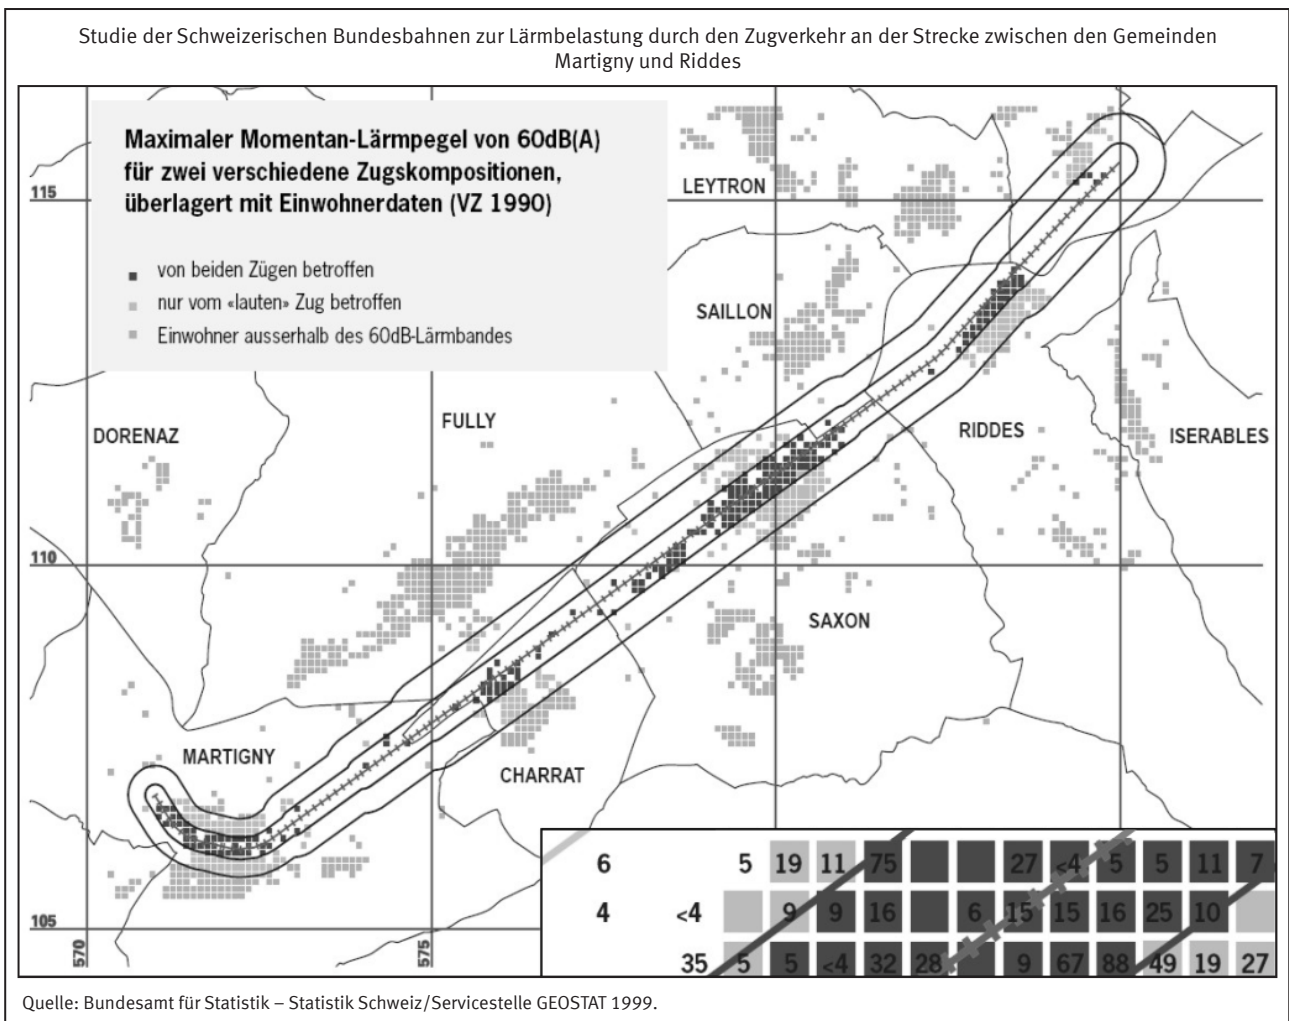 Studie der Schweizerischen Bundesbahnen zur Lärmbelastung durch den Zugverkehr an der Strecke zwischen den Gemeinden
Martigny und Riddes
Maximaler Momentan-Lärmpegel von 60dB(A)
für zwei verschiedene Zugskompositionen,
überlagert mit Einwohnerdaten (VZ 1990)
von beiden Zügen betroffen
nur vom «lauten» Zug betroffen
Einwohner ausserhalb des 60dB-Lärmbandes
115
LEYTRON
SAILLON
FULLY
DORENAZ
RIDDES
ISERABLES
110
SAXON
MARTIGNY
CHARRAT
105
570
575
6 5 19 11 75 27 <4 5 5 11 7
4 <4 9 9 16 6 15 15 16 25 10
35 5 5 <4 32 28 9 67 88 49 19 27
Quelle: Bundesamt für Statistik – Statistik Schweiz/Servicestelle GEOSTAT 1999.